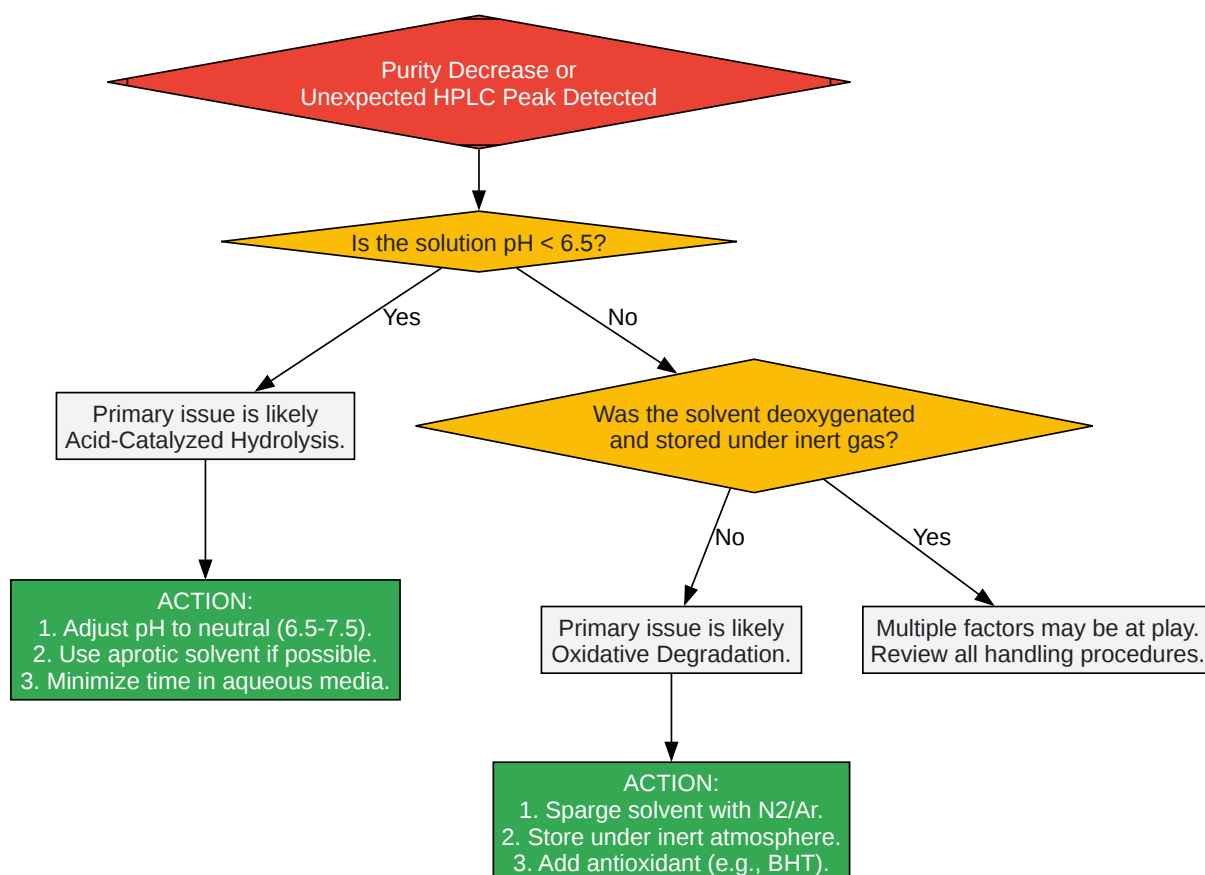 Purity Decrease or
Unexpected HPLC Peak Detected
Is the solution pH < 6.5?
Yes
No
Primary issue is likely
Acid-Catalyzed Hydrolysis.
Was the solvent deoxygenated
and stored under inert gas?
No
Yes
ACTION:
1. Adjust pH to neutral (6.5-7.5).
2. Use aprotic solvent if possible.
3. Minimize time in aqueous media.
Primary issue is likely
Oxidative Degradation.
Multiple factors may be at play.
Review all handling procedures.
ACTION:
1. Sparge solvent with N2/Ar.
2. Store under inert atmosphere.
3. Add antioxidant (e.g., BHT).